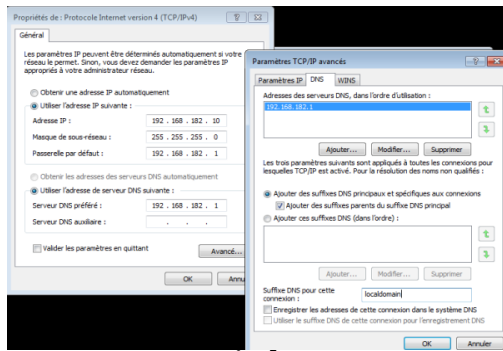 Propriétés de : Protocole Internet version 4 (TCP/IPv4)
Général
Les paramètres IP peuvent être déterminés automatiquement si votre
réseau le permet. Sinon, vous devez demander les paramètres IP
appropriés à votre administrateur réseau.
Obtenir une adresse IP automatiquement
Utiliser l'adresse IP suivante :
Adresse IP : 192 . 168 . 182 . 10
Masque de sous-réseau : 255 . 255 . 255 . 0
Passerelle par défaut : 192 . 168 . 182 . 1
Obtenir les adresses des serveurs DNS automatiquement
Utiliser l'adresse de serveur DNS suivante :
Serveur DNS préféré : 192 . 168 . 182 . 1
Serveur DNS auxiliaire : . . .
Valider les paramètres en quittant
Avancé...
OK
Annu
Paramètres TCP/IP avancés
Paramètres IP DNS WINS
Adresses des serveurs DNS, dans l'ordre d'utilisation :
192.168.182.1
Ajouter... Modifier... Supprimer
Les trois paramètres suivants sont appliqués à toutes les connexions pour
lesquelles TCP/IP est activé. Pour la résolution des noms non qualifiés :
Ajouter des suffixes DNS principaux et spécifiques aux connexions
Ajouter des suffixes parents du suffixe DNS principal
Ajouter ces suffixes DNS (dans l'ordre) :
Ajouter... Modifier... Supprimer
Suffixe DNS pour cette
connexion : localdomain
Enregistrer les adresses de cette connexion dans le système DNS
Utiliser le suffixe DNS de cette connexion pour l'enregistrement DNS
OK Annuler